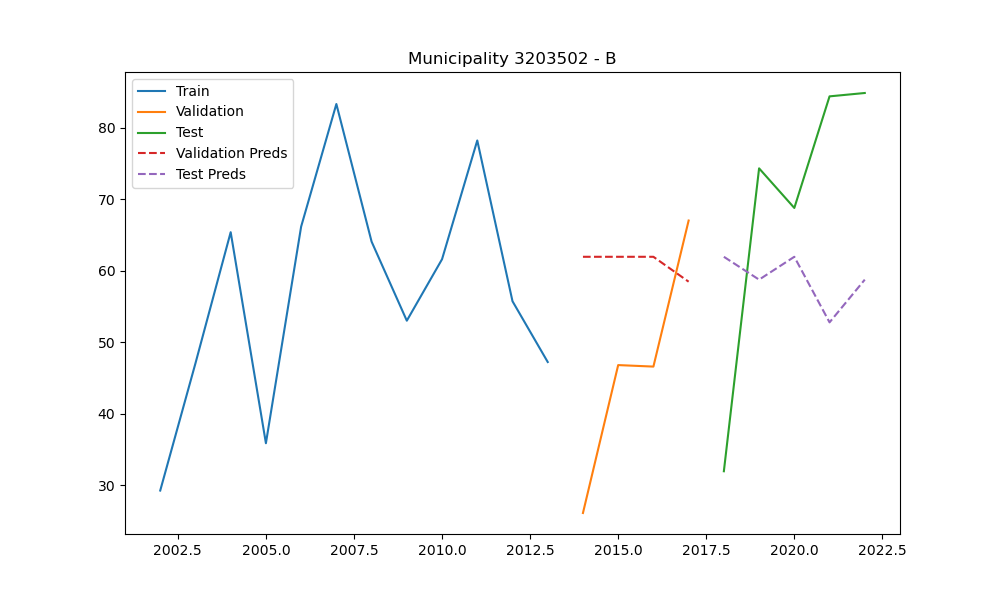 Municipality 3203502 - B
Train
Validation
Test
Validation Preds
Test Preds
80
70
60
50
40
30
2002.5 2005.0 2007.5 2010.0 2012.5 2015.0 2017.5 2020.0 2022.5